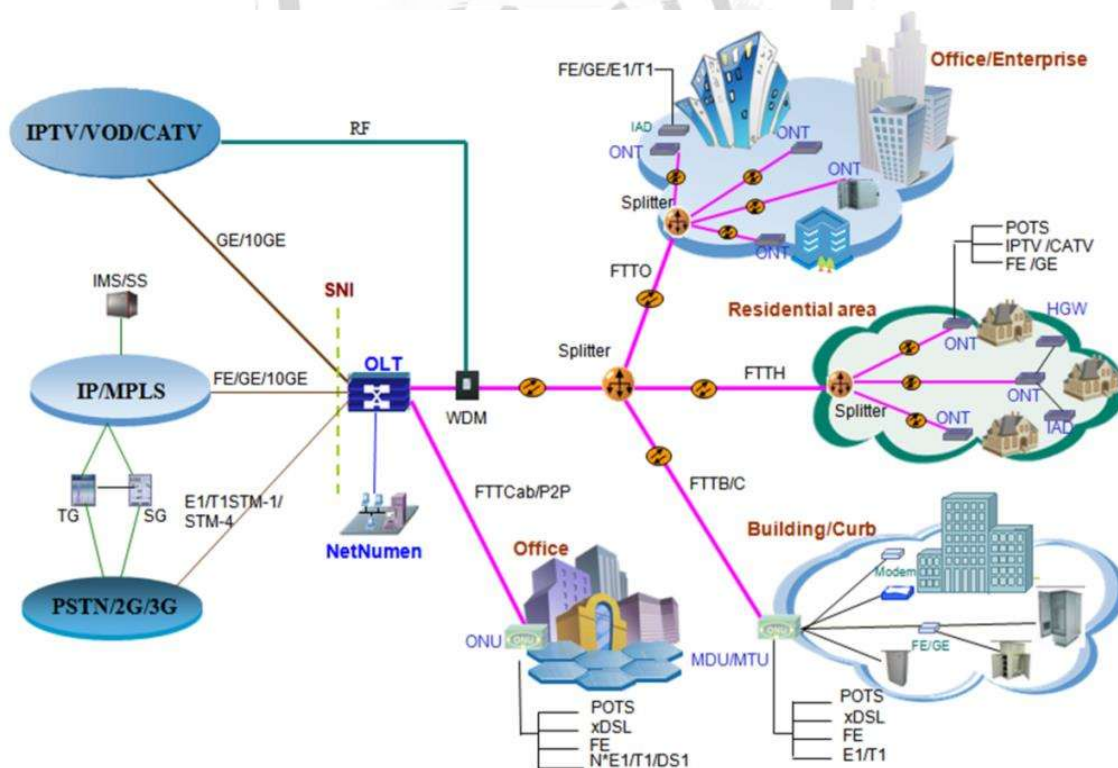 FE/GE/E1/T1
Office/Enterprise
IPTV/VOD/CATV
RF
IAD
ONT
ONT
ONT
Splitter
ONT
GE/10GE
POTS
IPTV /CATV
FE /GE
FTTO
IMS/SS
SNI
Residential area
HGW
OLT
Splitter
ONT
IP/MPLS
FE/GE/10GE
FTTH
ONT
WDM
Splitter
ONT
IAD
TG
SG
E1/T1STM-1/
STM-4
FTTCab/P2P
FTTB/C
NetNumen
Office
Building/Curb
Modem
PSTN/2G/3G
ONU
ONU
MDU/MTU
ONU
FE/GE
POTS
xDSL
FE
N*E1/T1/DS1
POTS
xDSL
FE
E1/T1